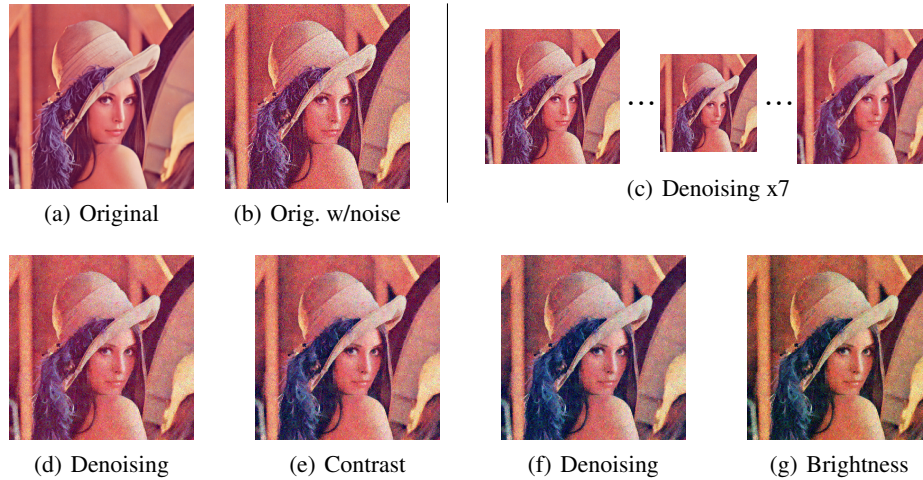 (a) Original
(b) Orig. w/noise
... ...
(c) Denoising x7
(d) Denoising
(e) Contrast
(f) Denoising
(g) Brightness